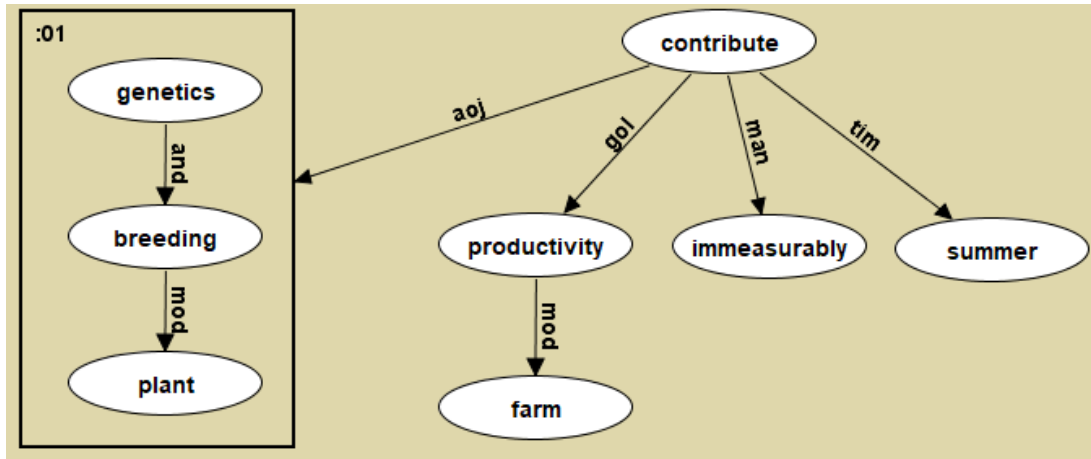 :01
contribute
genetics
aoj
gol
man
tim
and
breeding
productivity
immeasurably
summer
mod
mod
plant
farm